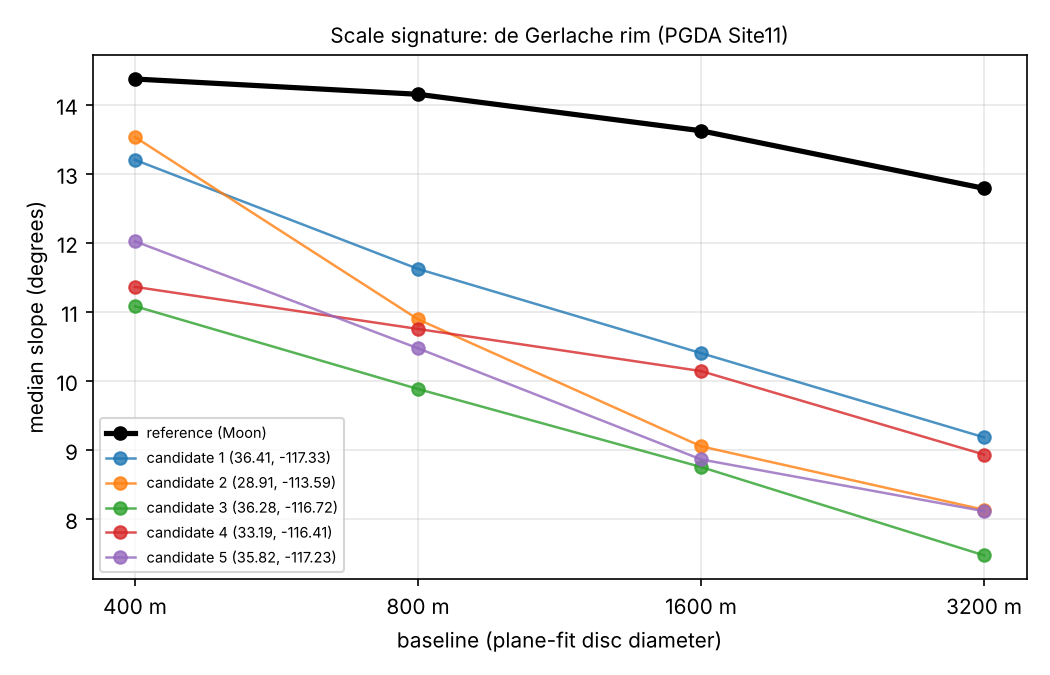 Scale signature: de Gerlache rim (PGDA Site11)
median slope (degrees)
14
13
12
11
10
9
8
reference (Moon)
candidate 1 (36.41, -117.33)
candidate 2 (28.91, -113.59)
candidate 3 (36.28, -116.72)
candidate 4 (33.19, -116.41)
candidate 5 (35.82, -117.23)
400 m 800 m 1600 m 3200 m
baseline (plane-fit disc diameter)